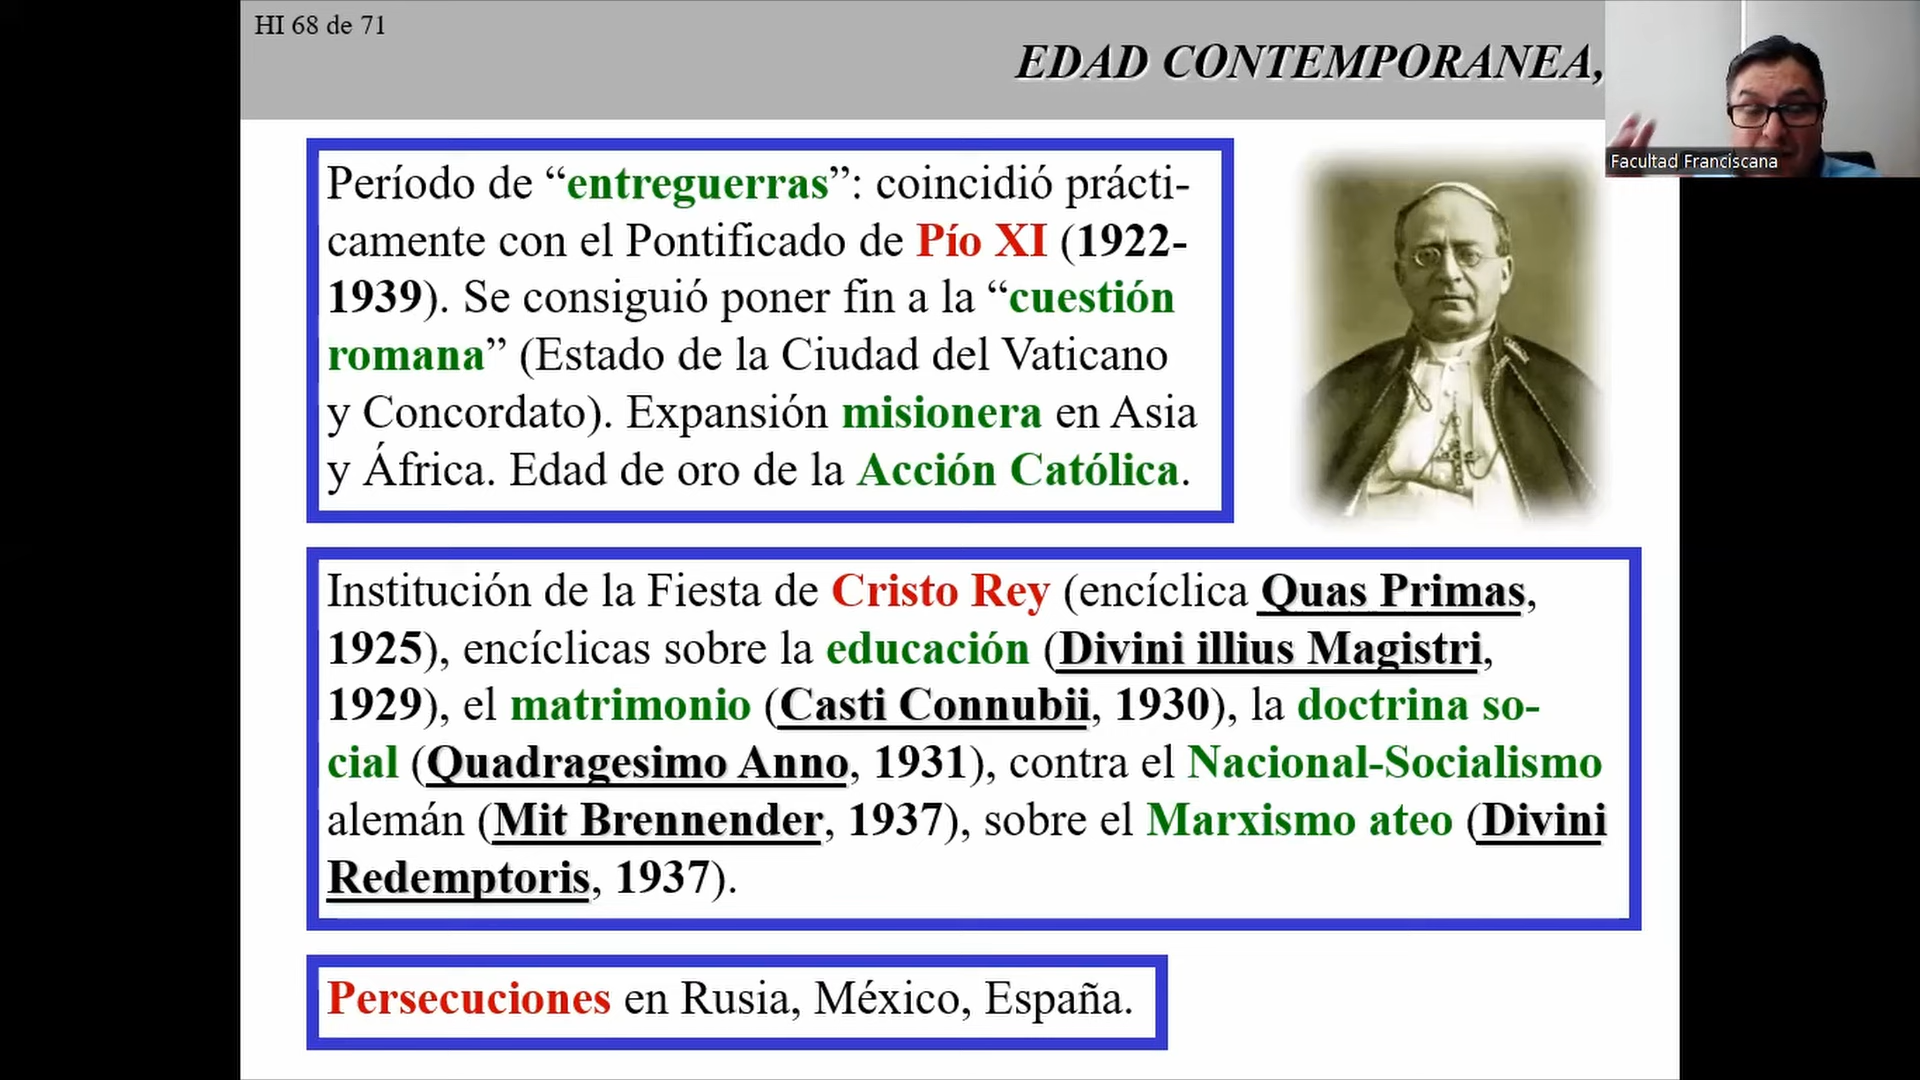 HI 68 de 71
EDAD CONTEMPORANEA,
Facultad Franciscana
Período de “entreguerras”: coincidió prácti-
camente con el Pontificado de Pío XI (1922-
1939). Se consiguió poner fin a la “cuestión
romana” (Estado de la Ciudad del Vaticano
y Concordato). Expansión misionera en Asia
y África. Edad de oro de la Acción Católica.
Institución de la Fiesta de Cristo Rey (encíclica Quas Primas,
1925), encíclicas sobre la educación (Divini illius Magistri,
1929), el matrimonio (Casti Connubii, 1930), la doctrina so-
cial (Quadragesimo Anno, 1931), contra el Nacional-Socialismo
alemán (Mit Brennender, 1937), sobre el Marxismo ateo (Divini
Redemptoris, 1937).
Persecuciones en Rusia, México, España.